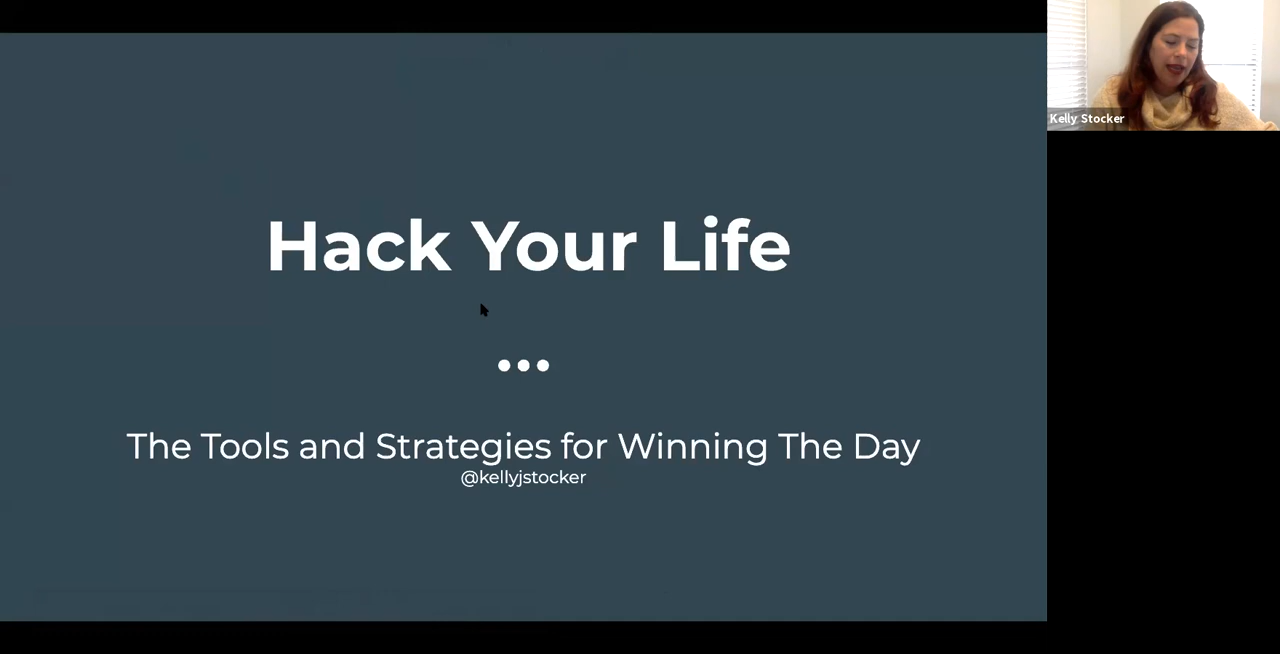 Hack Your Life
The Tools and Strategies for Winning The Day
@kellyjstocker
Kelly Stocker